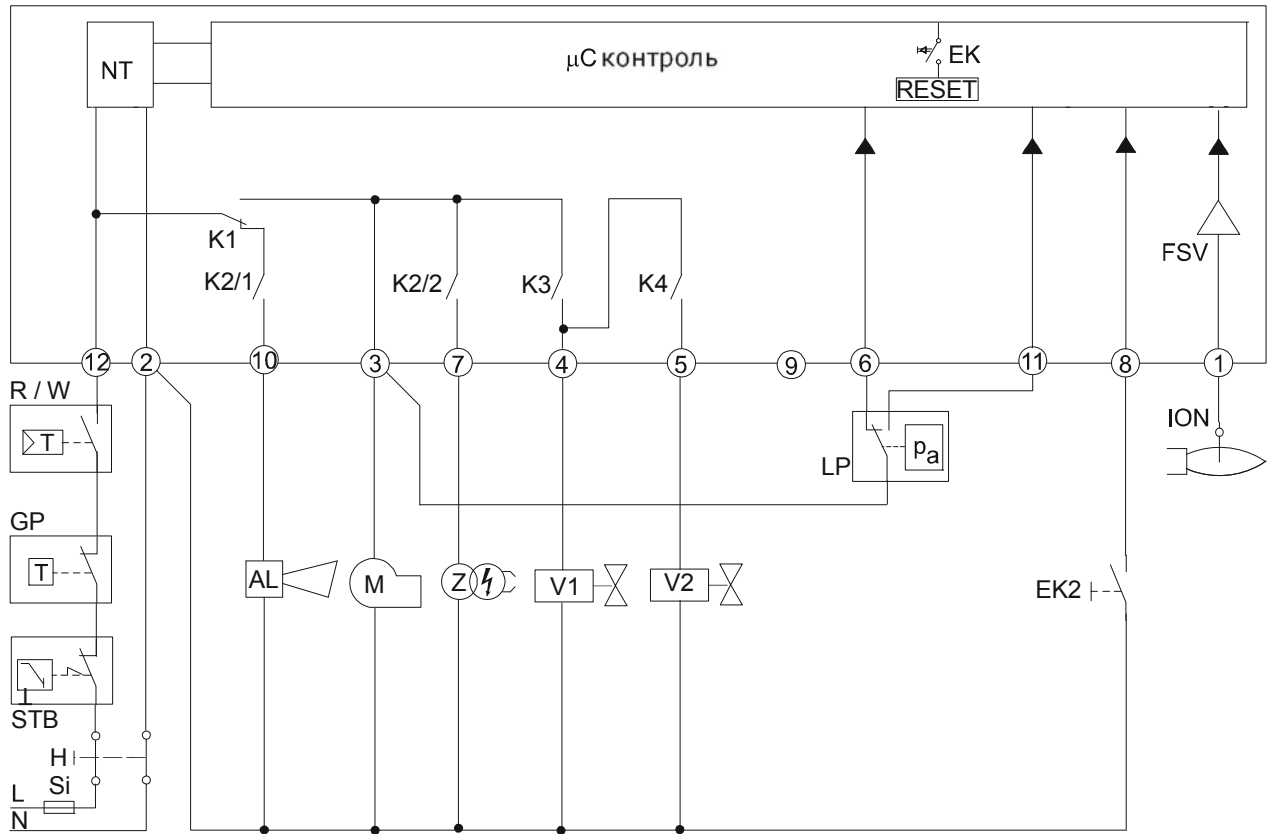 NT
µC контроль
EK
RESET
K1
K2/1
K2/2
K3
K4
FSV
12
2
10
3
7
4
5
9
6
11
8
1
R / W
T
LP
pa
ION
GP
T
AL
M
Z
V1
V2
EK2
STB
H
Si
L
N